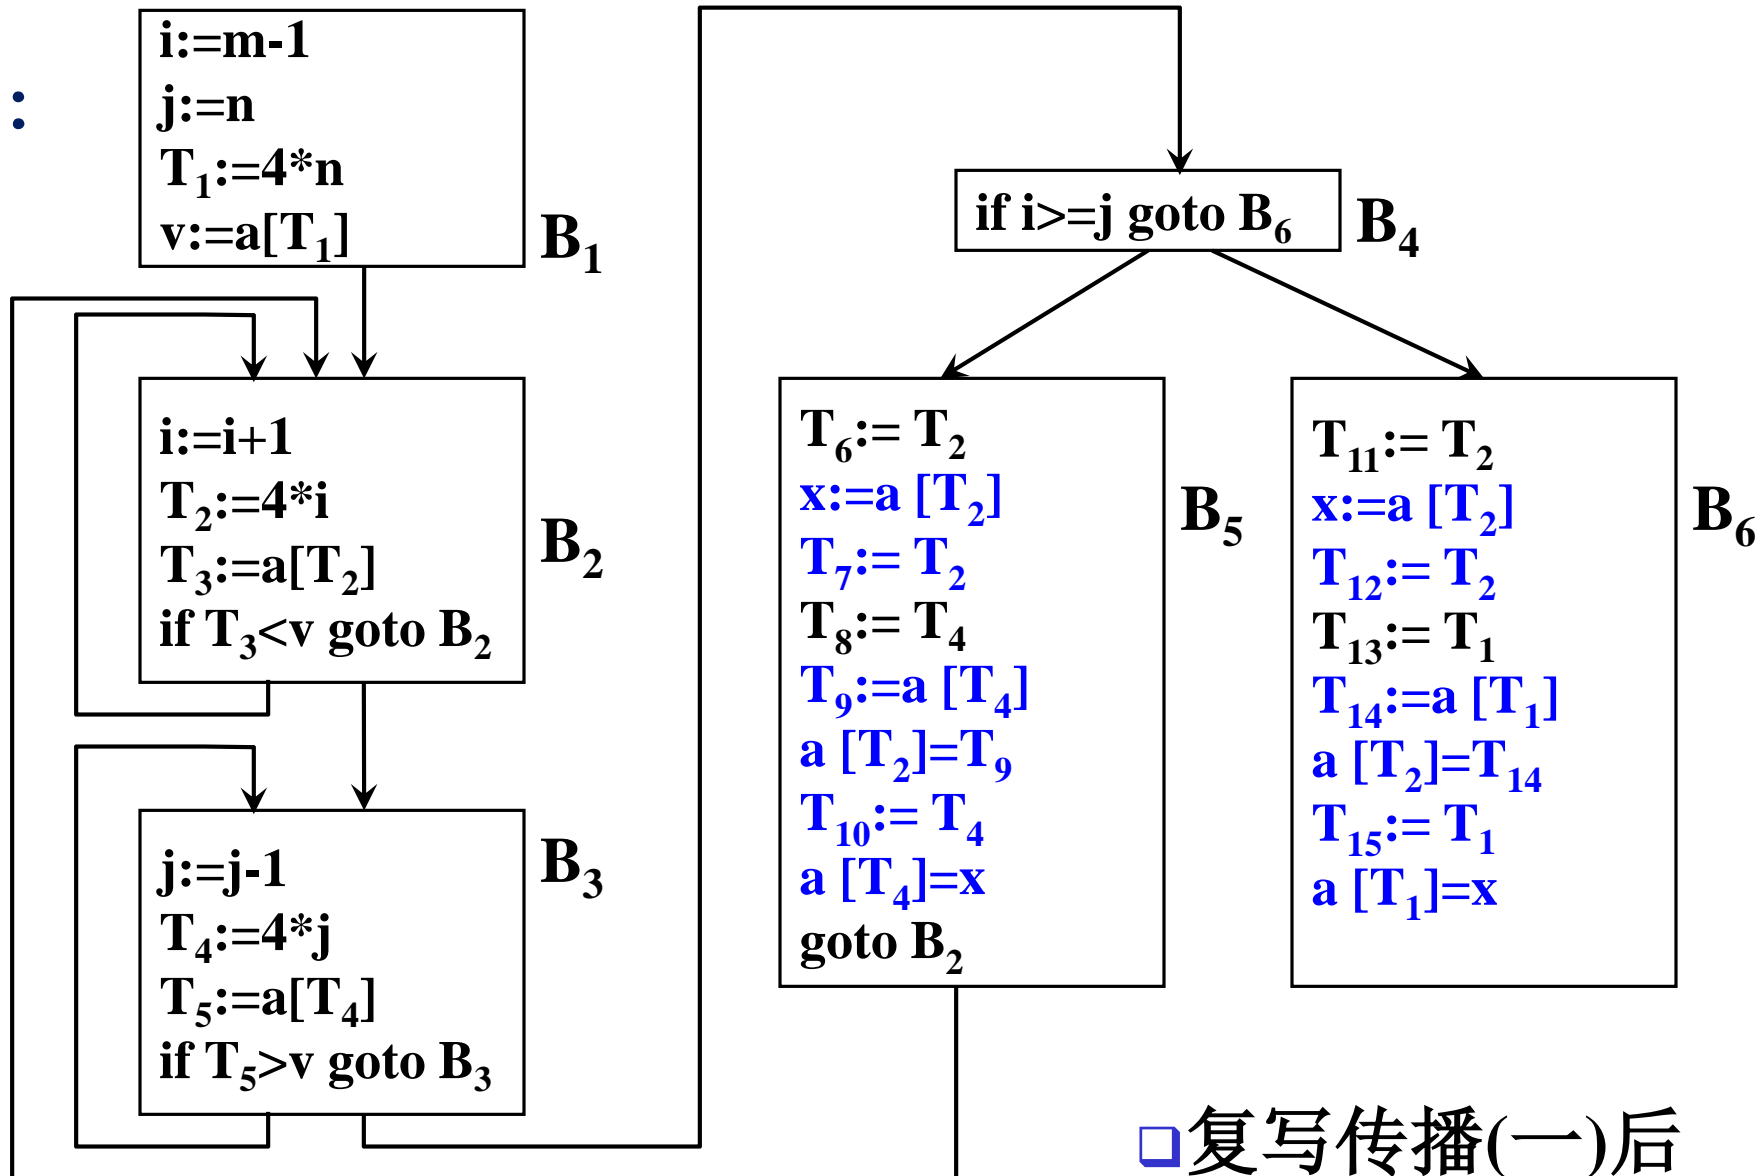 :
i:=m-1
j:=n
T₁:=4*n
v:=a[T₁]
B₁
i:=i+1
T₂:=4*i
T₃:=a[T₂]
if T₃<v goto B₂
B₂
j:=j-1
T₄:=4*j
T₅:=a[T₄]
if T₅>v goto B₃
B₃
if i>=j goto B₆
B₄
T₆:= T₂
x:=a [T₂]
T₇:= T₂
T₈:= T₄
T₉:=a [T₄]
a [T₂]=T₉
T₁₀:= T₄
a [T₄]=x
goto B₂
B₅
T₁₁:= T₂
x:=a [T₂]
T₁₂:= T₂
T₁₃:= T₁
T₁₄:=a [T₁]
a [T₂]=T₁₄
T₁₅:= T₁
a [T₁]=x
B₆
❑复写传播(一)后